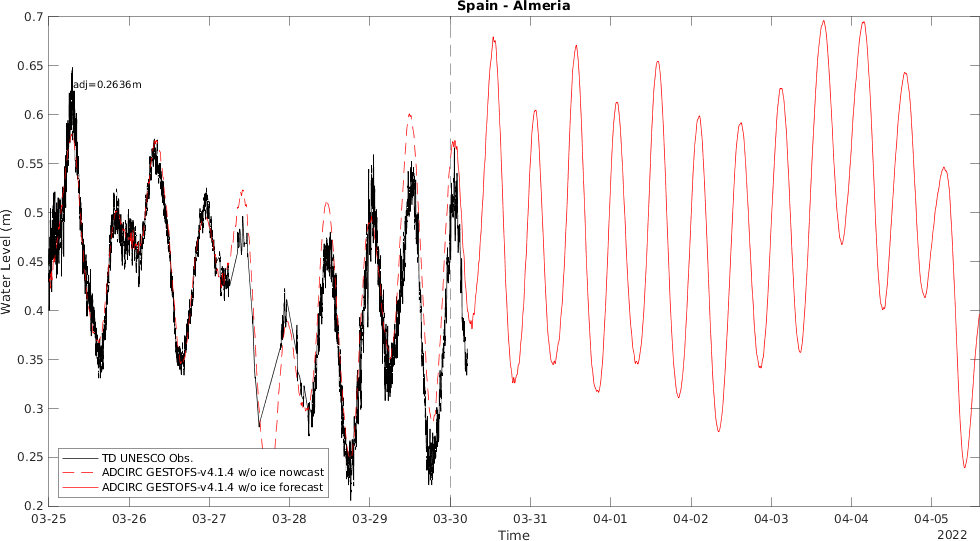 Spain - Almeria
0.7
0.65
adj=0.2636m
0.6
0.55
0.5
0.45
0.4
0.35
0.3
0.25
0.2
Water Level (m)
TD UNESCO Obs.
ADCIRC GESTOFS-v4.1.4 w/o ice nowcast
ADCIRC GESTOFS-v4.1.4 w/o ice forecast
03-25 03-26 03-27 03-28 03-29 03-30 03-31 04-01 04-02 04-03 04-04 04-05
Time
2022